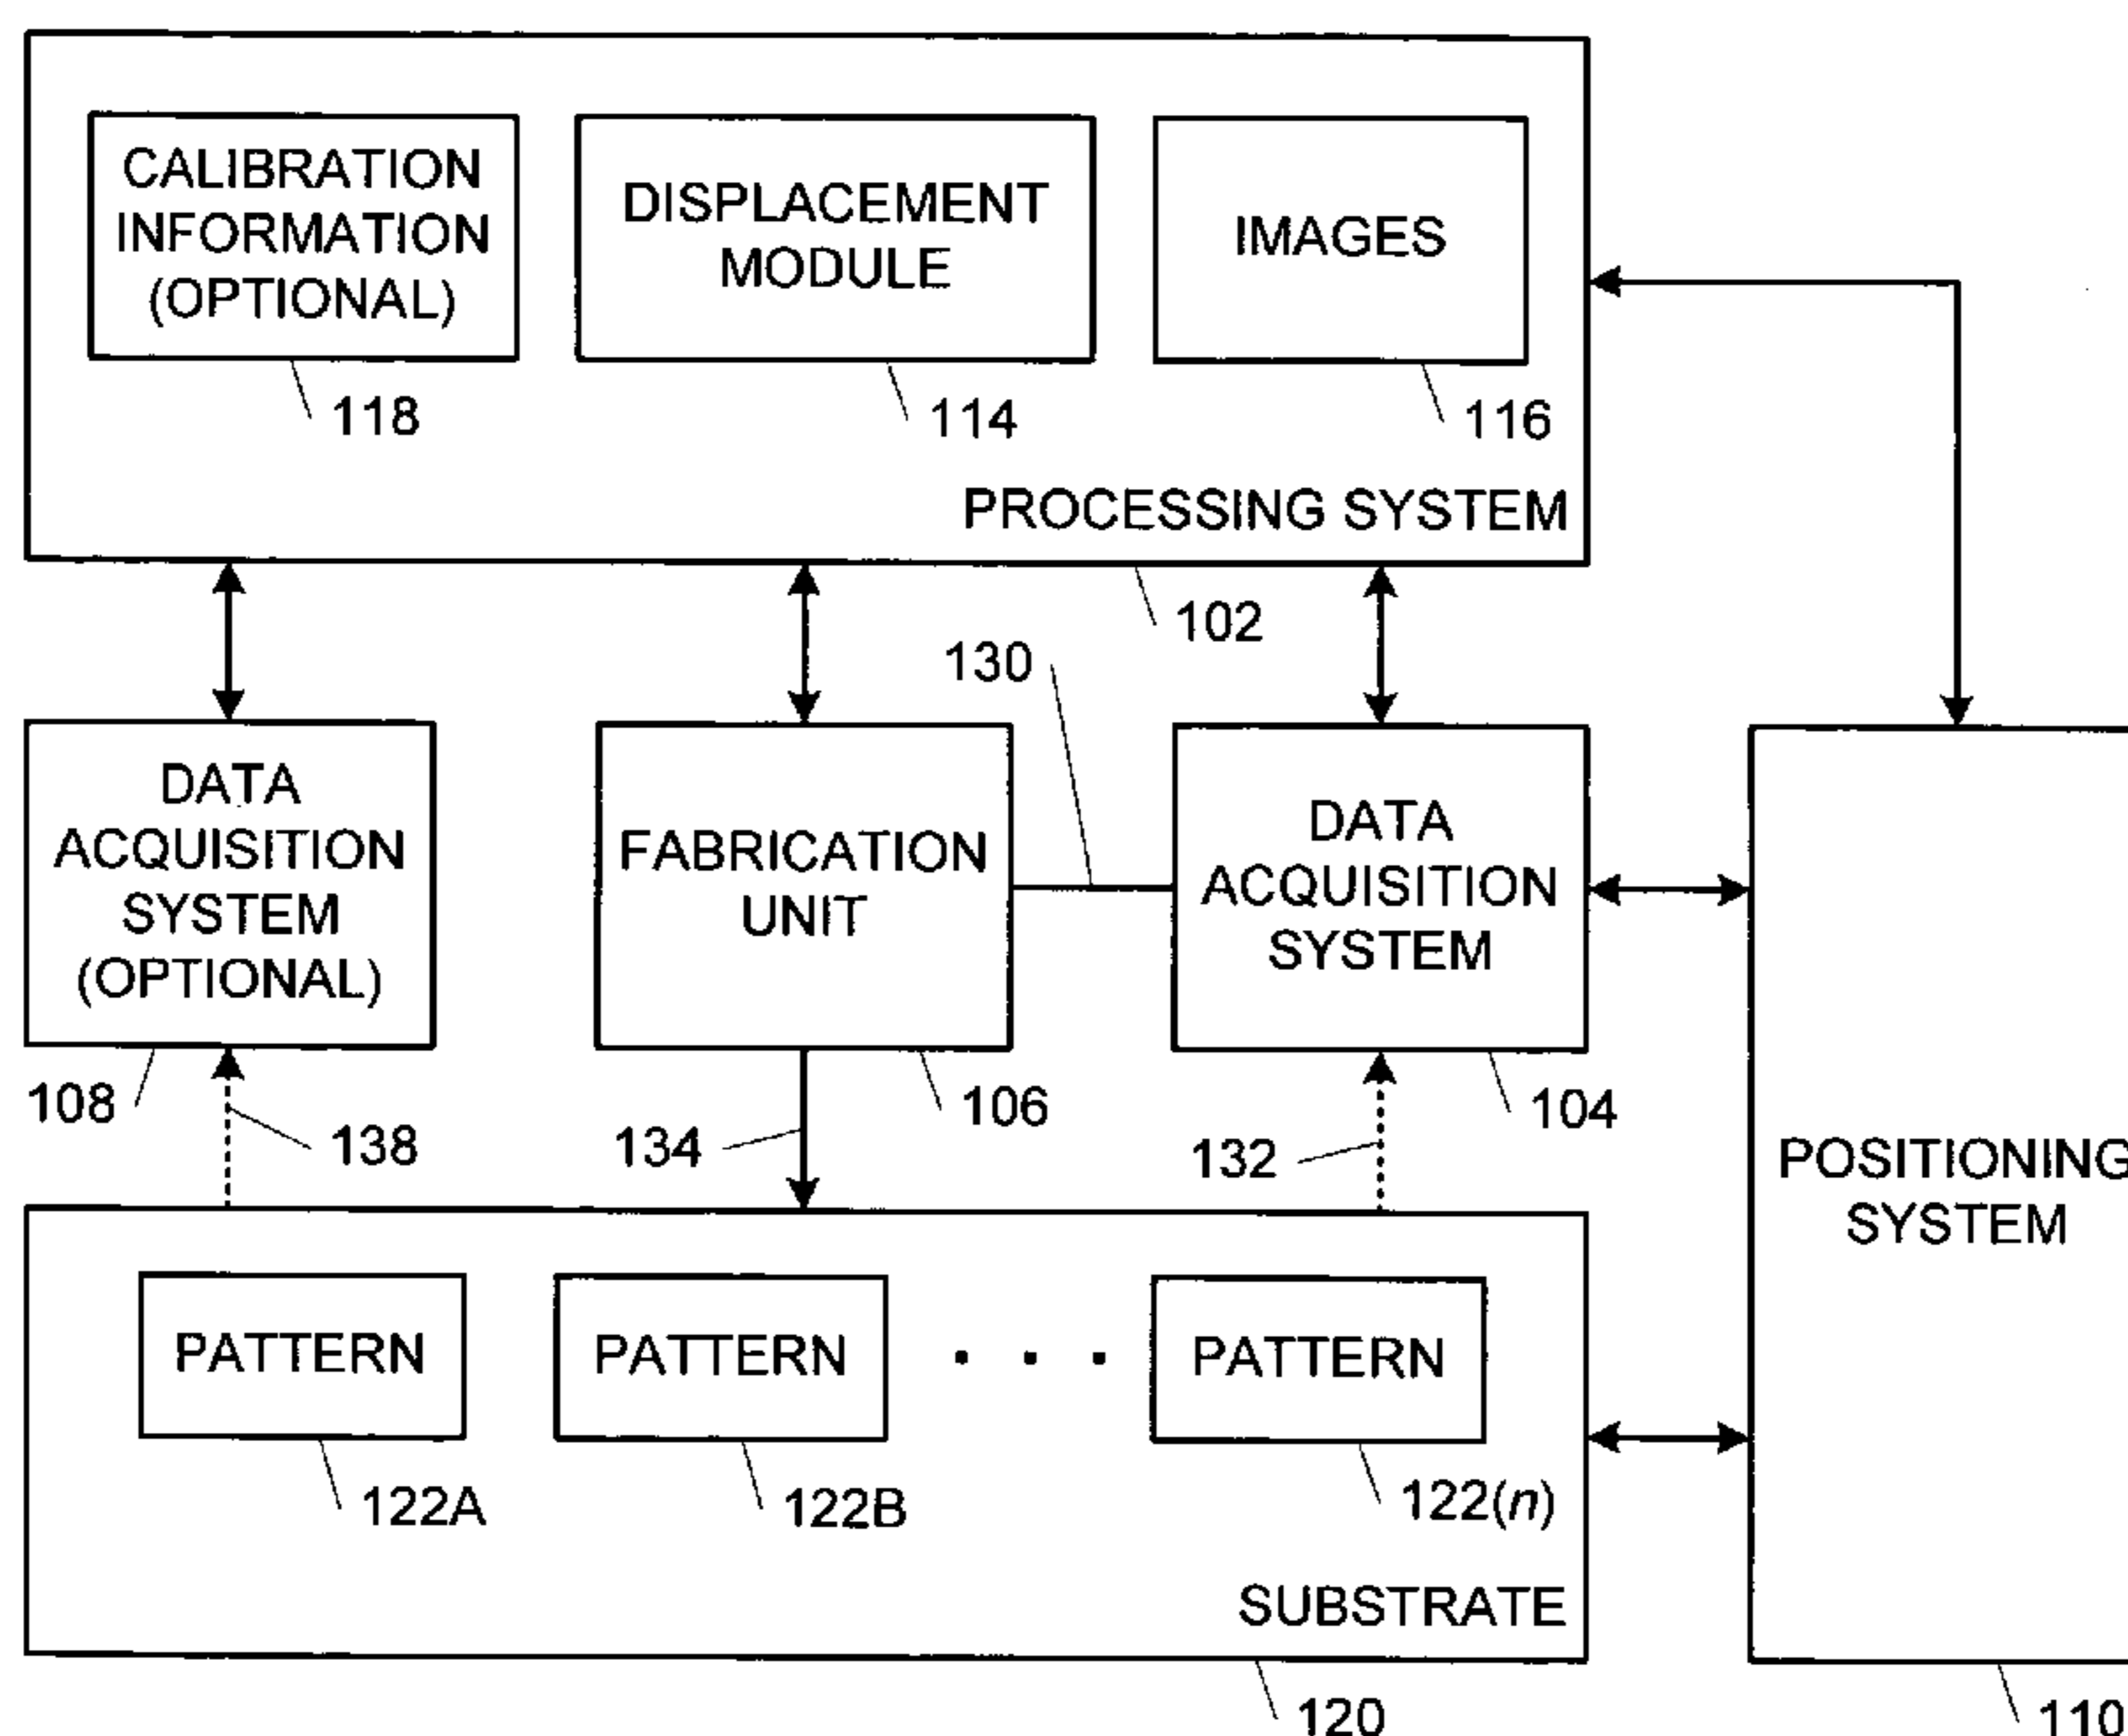 CALIBRATION
INFORMATION
(OPTIONAL)
118
DISPLACEMENT
MODULE
114
IMAGES
116
PROCESSING SYSTEM
102
130
DATA
ACQUISITION
SYSTEM
(OPTIONAL)
108
138
FABRICATION
UNIT
106
134
DATA
ACQUISITION
SYSTEM
104
132
POSITIONING
SYSTEM
110
PATTERN
122A
PATTERN
122B
. . .
PATTERN
122(n)
SUBSTRATE
120